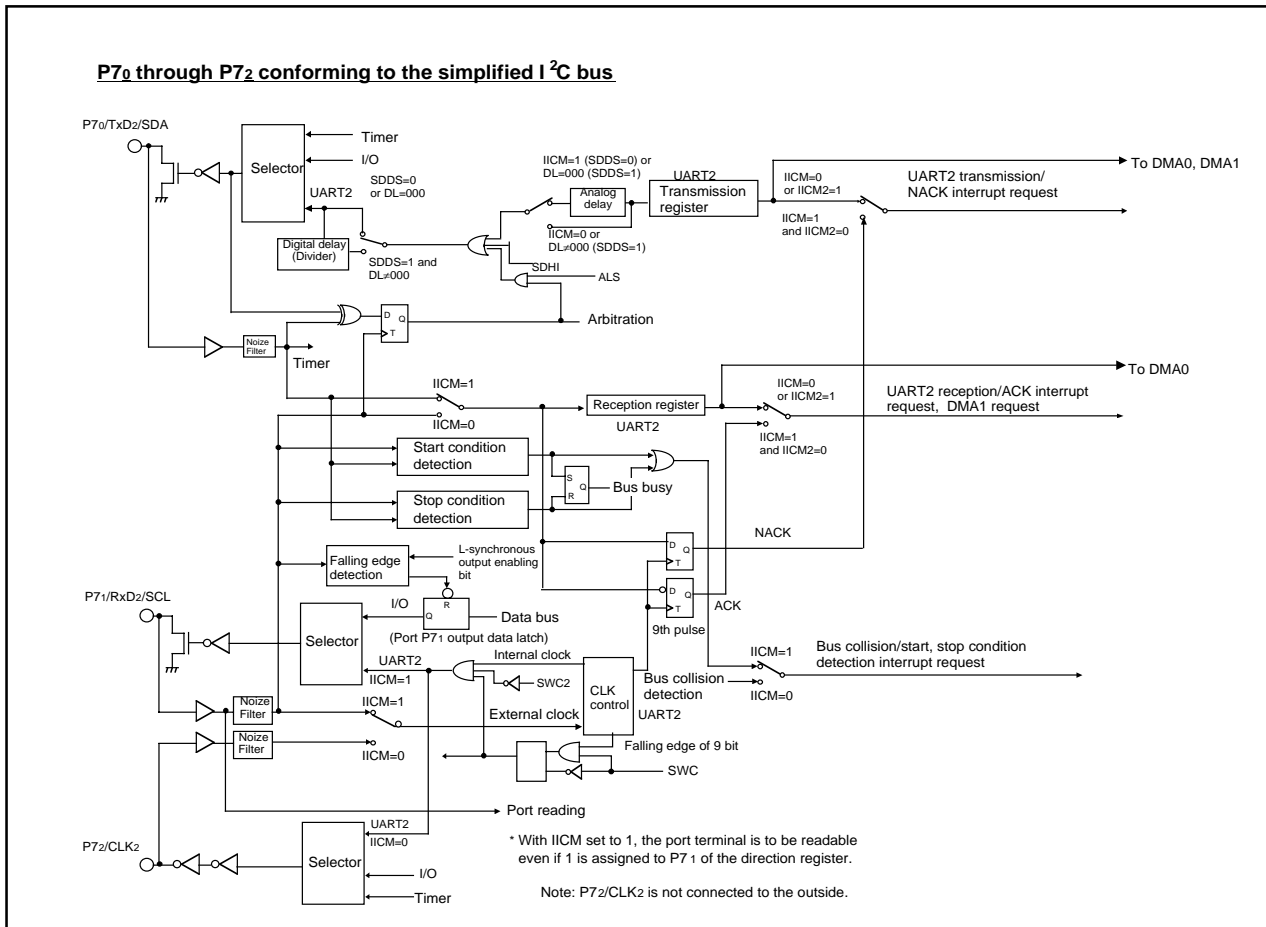 P70 through P72 conforming to the simplified I 2C bus
P70/TxD2/SDA
Selector
Timer
I/O
UART2
SDDS=0
or DL=000
Digital delay
(Divider)
SDDS=1 and
DL≠000
IICM=1 (SDDS=0) or
DL=000 (SDDS=1)
Analog
delay
IICM=0 or
DL≠000 (SDDS=1)
SDHI
ALS
UART2
Transmission
register
IICM=0
or IICM2=1
IICM=1
and IICM2=0
To DMA0, DMA1
UART2 transmission/
NACK interrupt
request
D
Q
T
Arbitration
Noize
Filter
Timer
IICM=1
IICM=0
Reception register
UART2
IICM=0
or IICM2=1
IICM=1
and IICM2=0
To DMA0
UART2 reception/ACK interrupt
request, DMA1 request
Start condition
detection
Stop condition
detection
S
R
Q
Bus busy
NACK
D
Q
T
D
Q
T
ACK
9th pulse
Falling edge
detection
L-synchronous
output enabling
bit
P71/RxD2/SCL
Selector
I/O
R
Q
Data bus
(Port P71 output data latch)
UART2
IICM=1
Internal clock
SWC2
CLK
control
UART2
Bus collision
detection
IICM=1
IICM=0
Bus collision/start, stop condition
detection interrupt request
Noize
Filter
Noize
Filter
IICM=1
IICM=0
External clock
Falling edge of 9 bit
SWC
Port reading
P72/CLK2
Selector
UART2
IICM=0
I/O
Timer
* With IICM set to 1, the port terminal is to be readable
even if 1 is assigned to P71 of the direction register.
Note: P72/CLK2 is not connected to the outside.